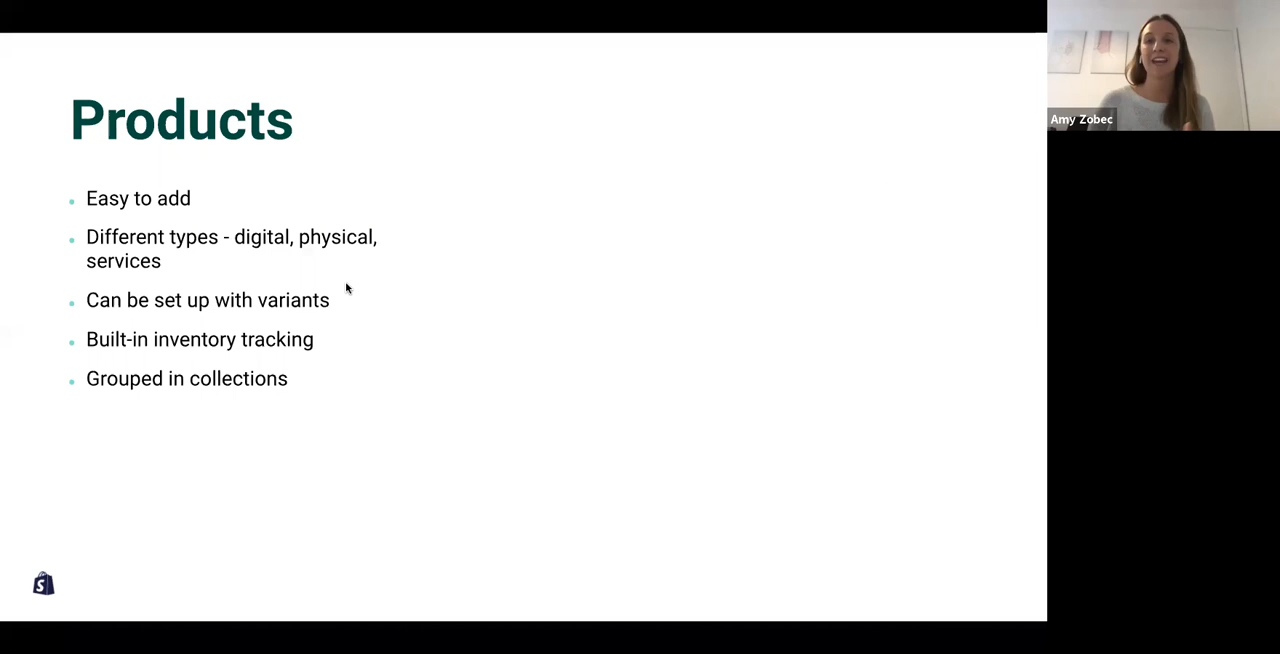 Products
Easy to add
Different types - digital, physical,
services
Can be set up with variants
Built-in inventory tracking
Grouped in collections
Amy Zobec